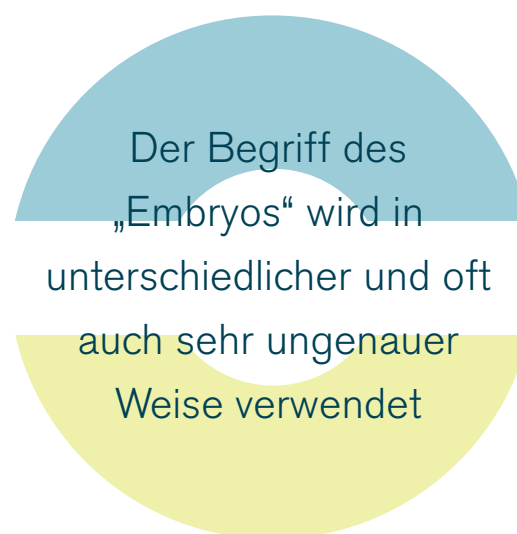 Der Begriff des
„Embryos“ wird in
unterschiedlicher und oft
auch sehr ungenauer
Weise verwendet